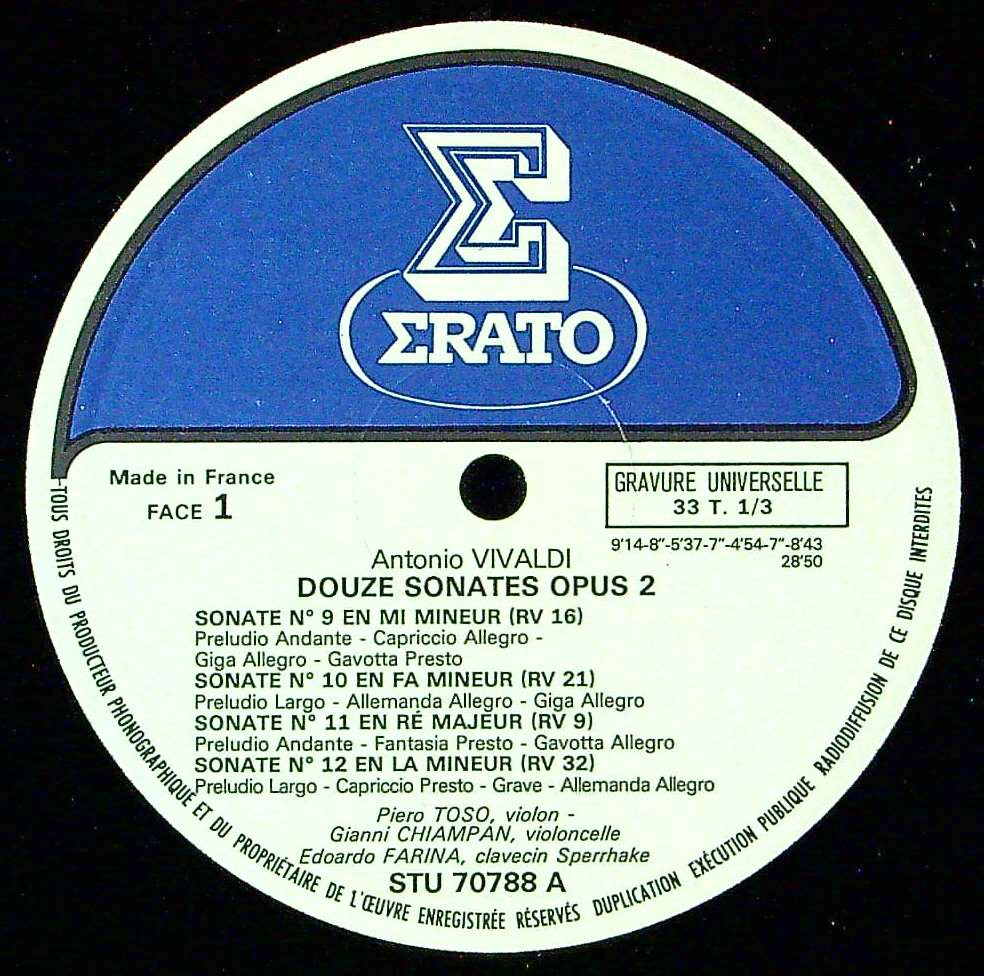 Σ
ΣRATO
Made in France
FACE 1
GRAVURE UNIVERSELLE
33 T. 1/3
9'14-8"-5'37-7"-4'54-7"-8'43
28'50
Antonio VIVALDI
DOUZE SONATES OPUS 2
SONATE N° 9 EN MI MINEUR (RV 16)
Preludio Andante - Capriccio Allegro -
Giga Allegro - Gavotta Presto
SONATE N° 10 EN FA MINEUR (RV 21)
Preludio Largo - Allemanda Allegro - Giga Allegro
SONATE N° 11 EN RÉ MAJEUR (RV 9)
Preludio Andante - Fantasia Presto - Gavotta Allegro
SONATE N° 12 EN LA MINEUR (RV 32)
Preludio Largo - Capriccio Presto - Grave - Allemanda Allegro
Piero TOSO, violon -
Gianni CHIAMPAN, violoncelle
Edoardo FARINA, clavecin Sperrhake
STU 70788 A
-TOUS DROITS DU PRODUCTEUR PHONOGRAPHIQUE ET DU PROPRIÉTAIRE DE L'ŒUVRE ENREGISTRÉE RÉSERVÉS DUPLICATION EXÉCUTION PUBLIQUE RADIODIFFUSION DE CE DISQUE INTERDITES